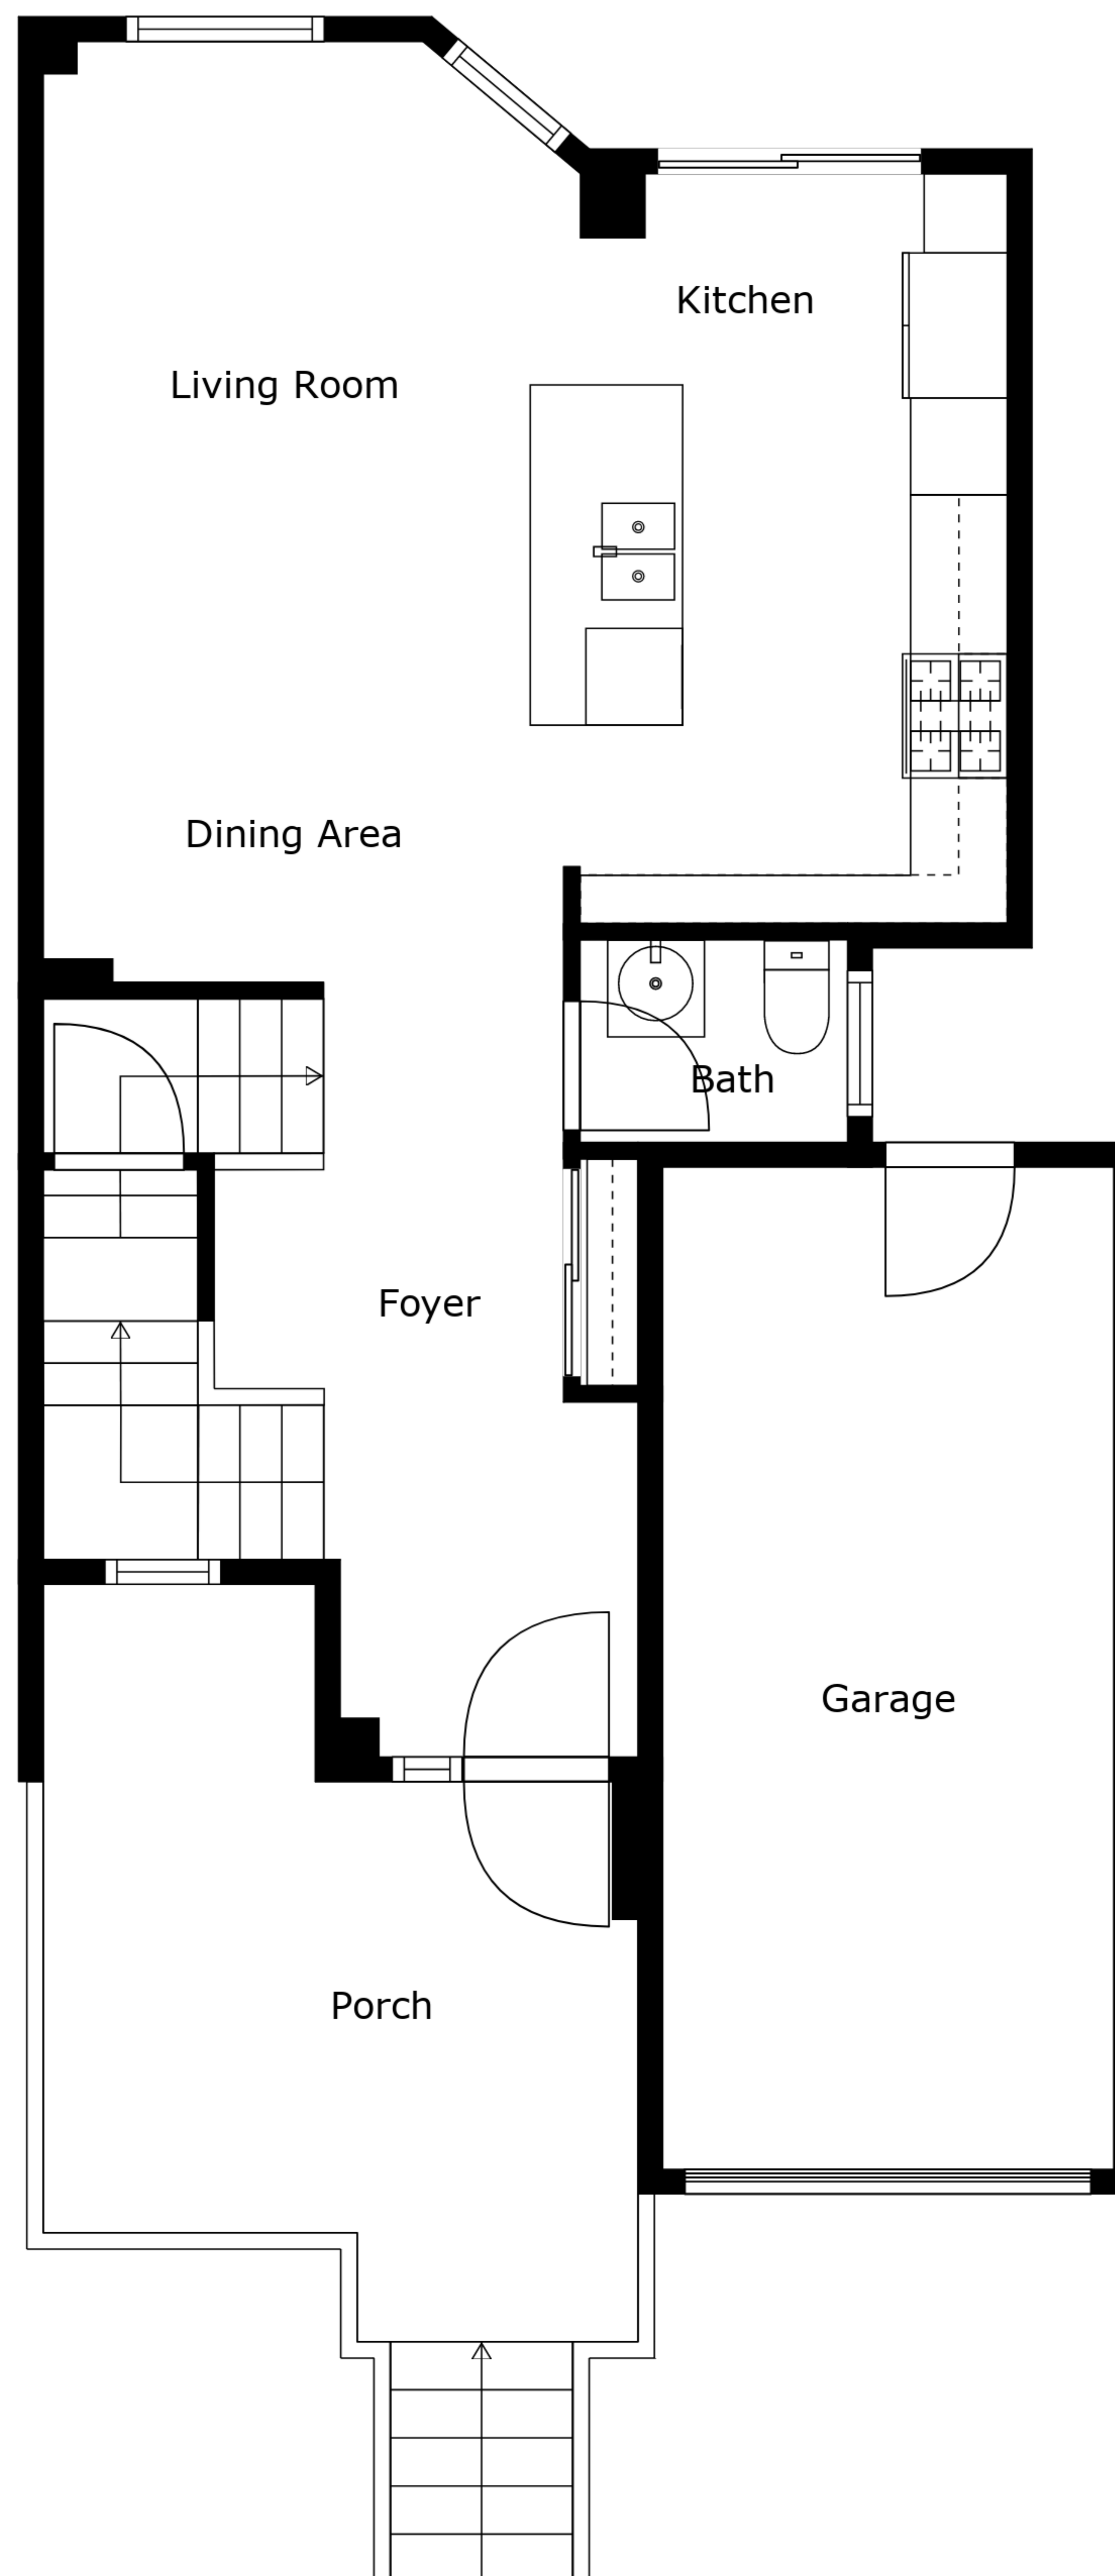 Kitchen
Living Room
Dining Area
Bath
Foyer
Garage
Porch